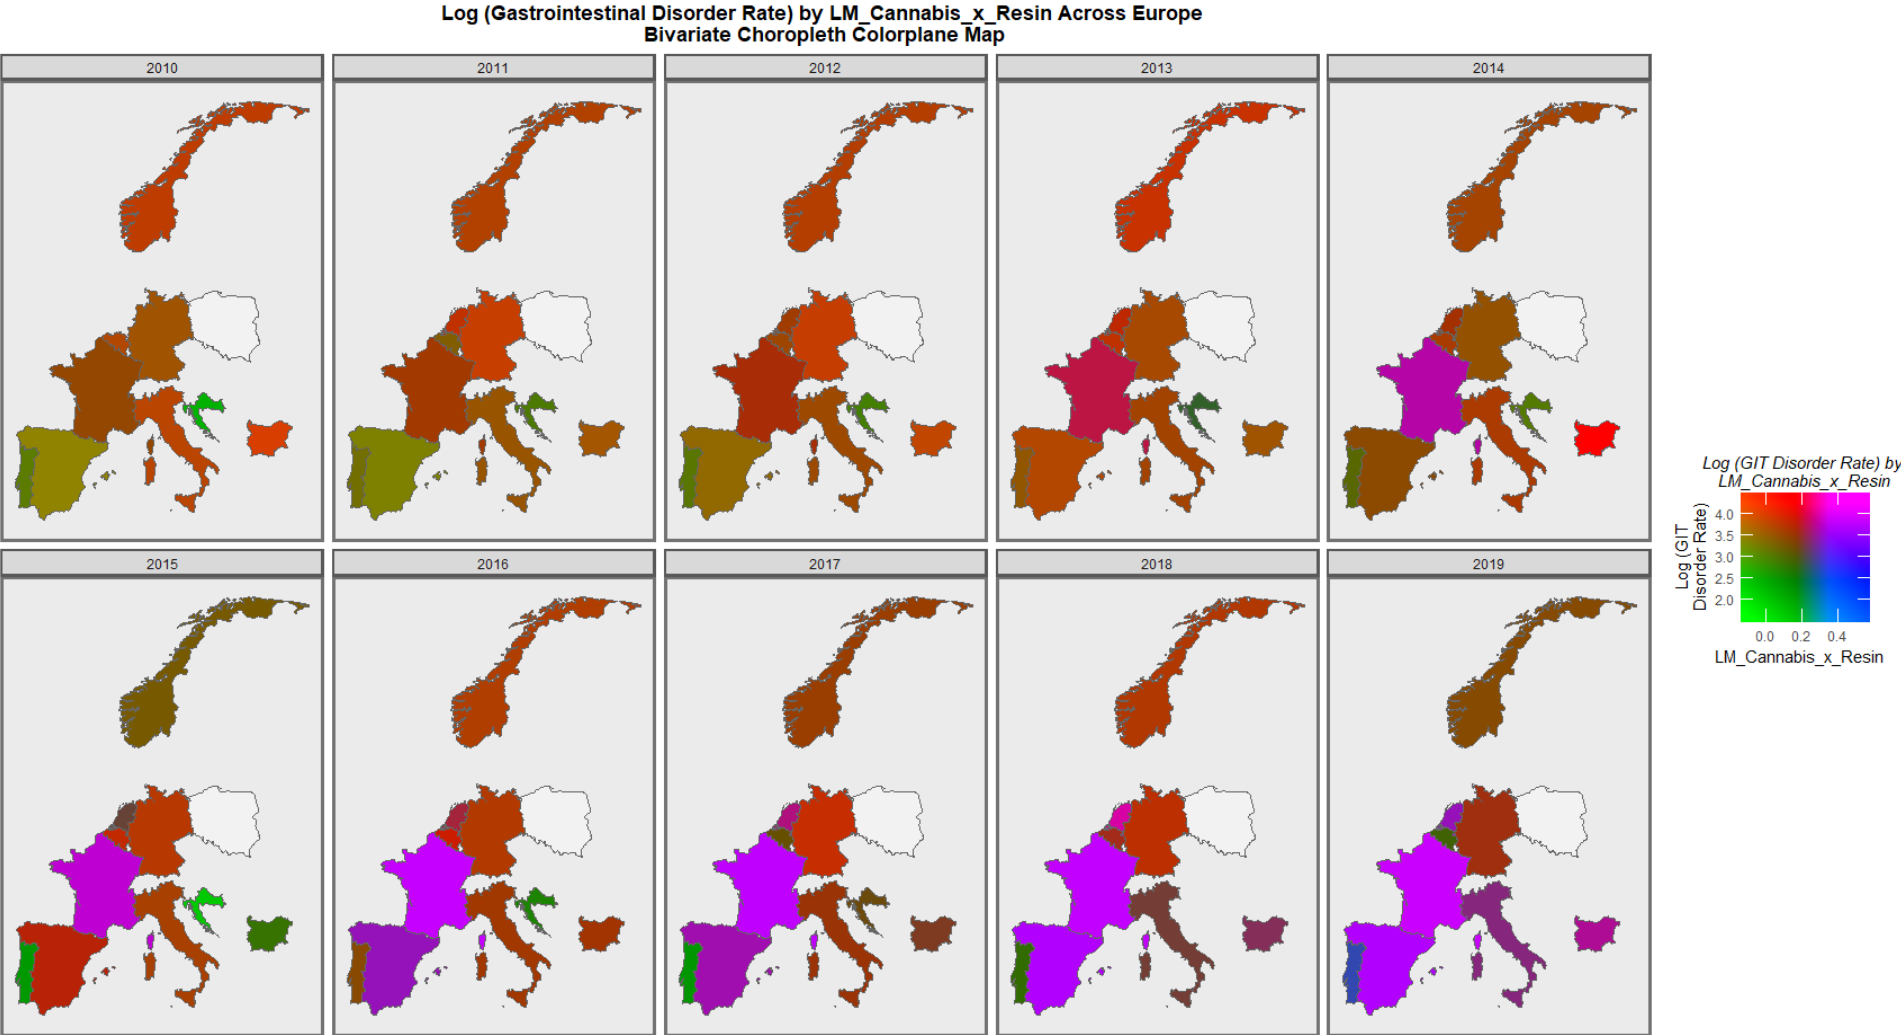 Log (Gastrointestinal Disorder Rate) by LM_Cannabis_x_Resin Across Europe
Bivariate Choropleth Colorplane Map
2010
2011
2012
2013
2014
2015
2016
2017
2018
2019
Log (GIT Disorder Rate) by
LM_Cannabis_x_Resin
Log (GIT
Disorder Rate)
4.0
3.5
3.0
2.5
2.0
0.0
0.2
0.4
LM_Cannabis_x_Resin